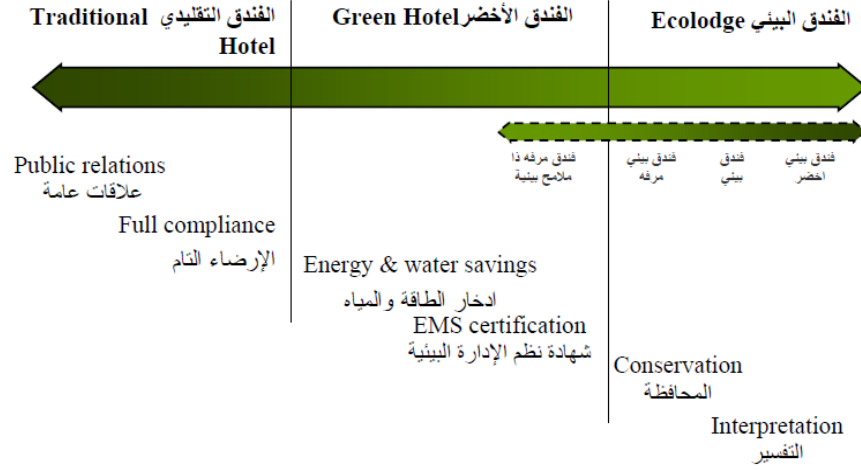 الفندق التقليدي Traditional
Hotel
الفندق الأخضر Green Hotel
الفندق البيئي Ecolodge
فندق مرفه ذا
ملامح بيئية
فندق بيئي
مرفه
فندق
بيئي
فندق بيئي
اخضر
Public relations
علاقات عامة
Full compliance
الإرضاء التام
Energy & water savings
ادخار الطاقة والمياه
EMS certification
شهادة نظم الإدارة البيئية
Conservation
المحافظة
Interpretation
التفسير